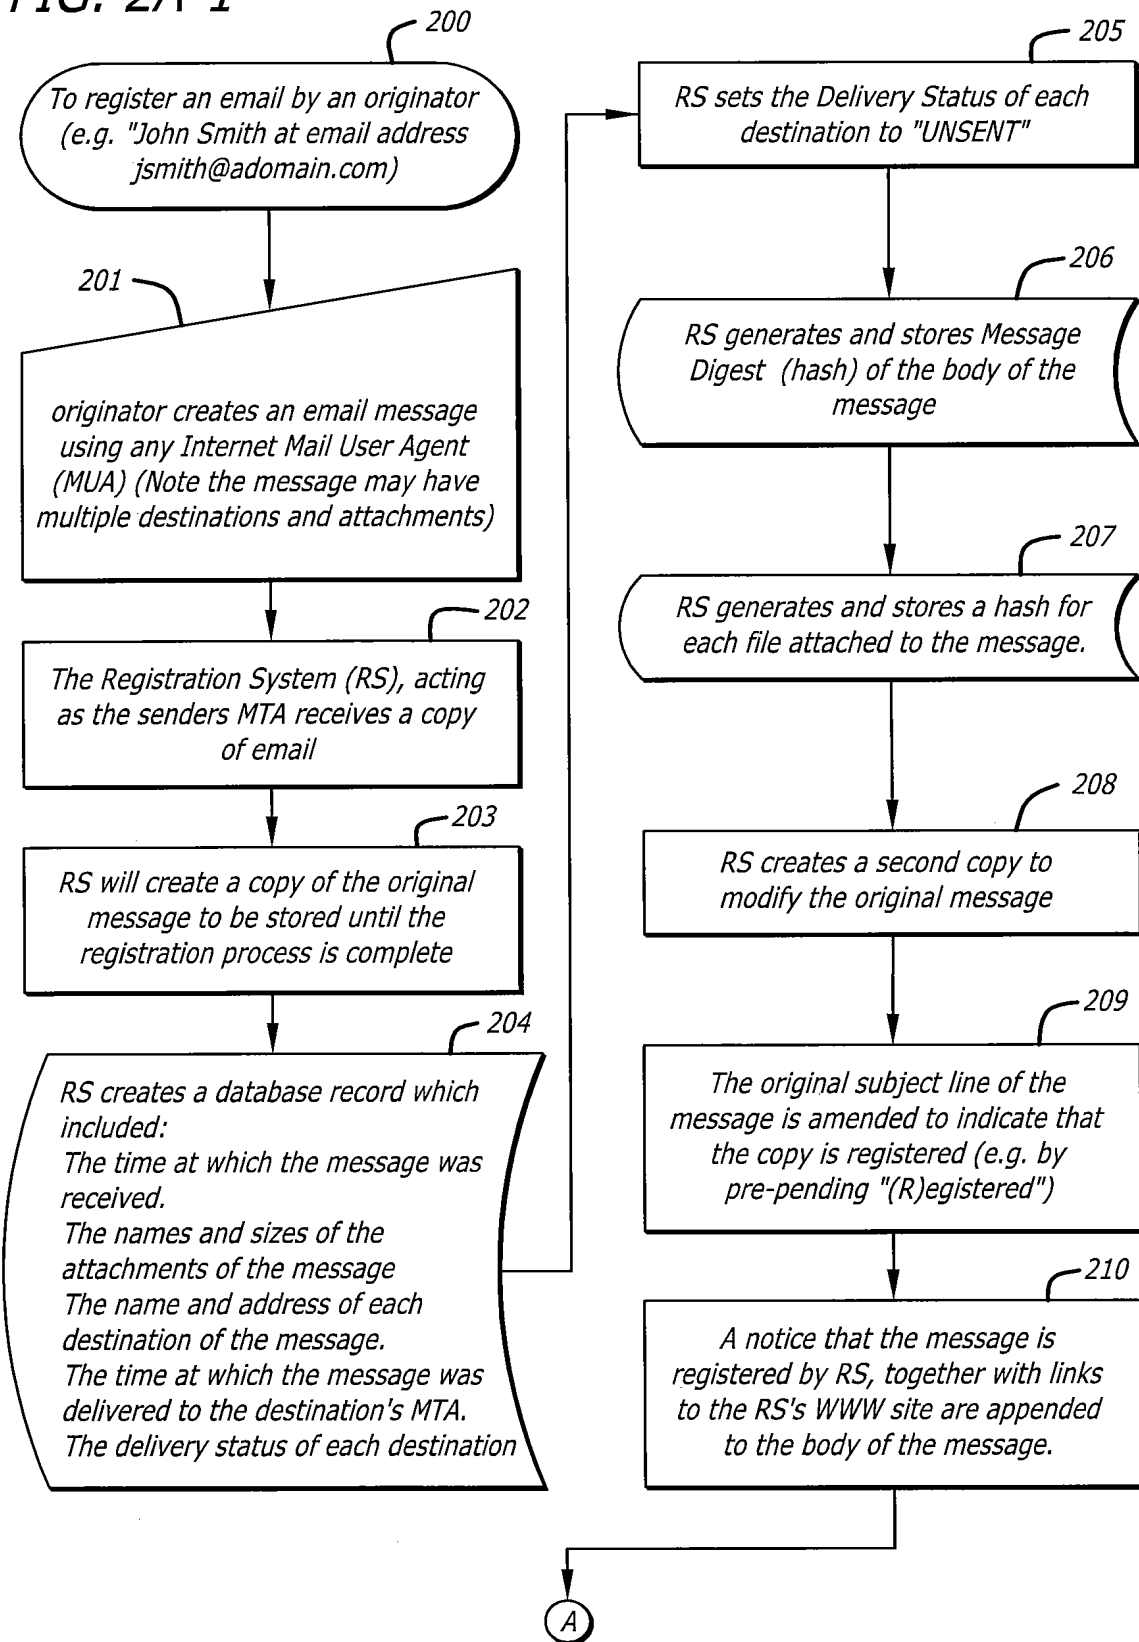 FIG. 2A-1
200
To register an email by an originator
(e.g. "John Smith at email address
jsmith@adomain.com)
201
originator creates an email message
using any Internet Mail User Agent
(MUA) (Note the message may have
multiple destinations and attachments)
202
The Registration System (RS), acting
as the senders MTA receives a copy
of email
203
RS will create a copy of the original
message to be stored until the
registration process is complete
204
RS creates a database record which
included:
The time at which the message was
received.
The names and sizes of the
attachments of the message
The name and address of each
destination of the message.
The time at which the message was
delivered to the destination's MTA.
The delivery status of each destination
205
RS sets the Delivery Status of each
destination to "UNSENT"
206
RS generates and stores Message
Digest (hash) of the body of the
message
207
RS generates and stores a hash for
each file attached to the message.
208
RS creates a second copy to
modify the original message
209
The original subject line of the
message is amended to indicate that
the copy is registered (e.g. by
pre-pending "(R)egistered")
210
A notice that the message is
registered by RS, together with links
to the RS's WWW site are appended
to the body of the message.
A